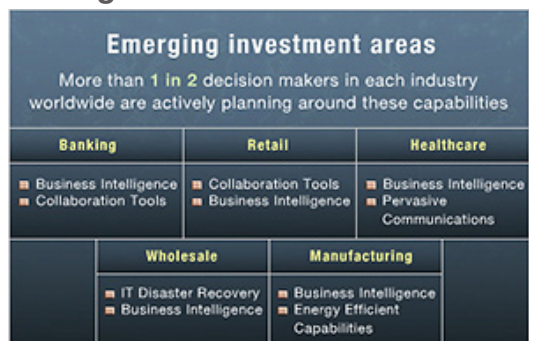 Emerging investment areas
More than 1 in 2 decision makers in each industry
worldwide are actively planning around these capabilities
Banking
Retail
Healthcare
Business Intelligence
Collaboration Tools
Collaboration Tools
Business Intelligence
Business Intelligence
Pervasive
Communications
Wholesale
Manufacturing
IT Disaster Recovery
Business Intelligence
Business Intelligence
Energy Efficient
Capabilities